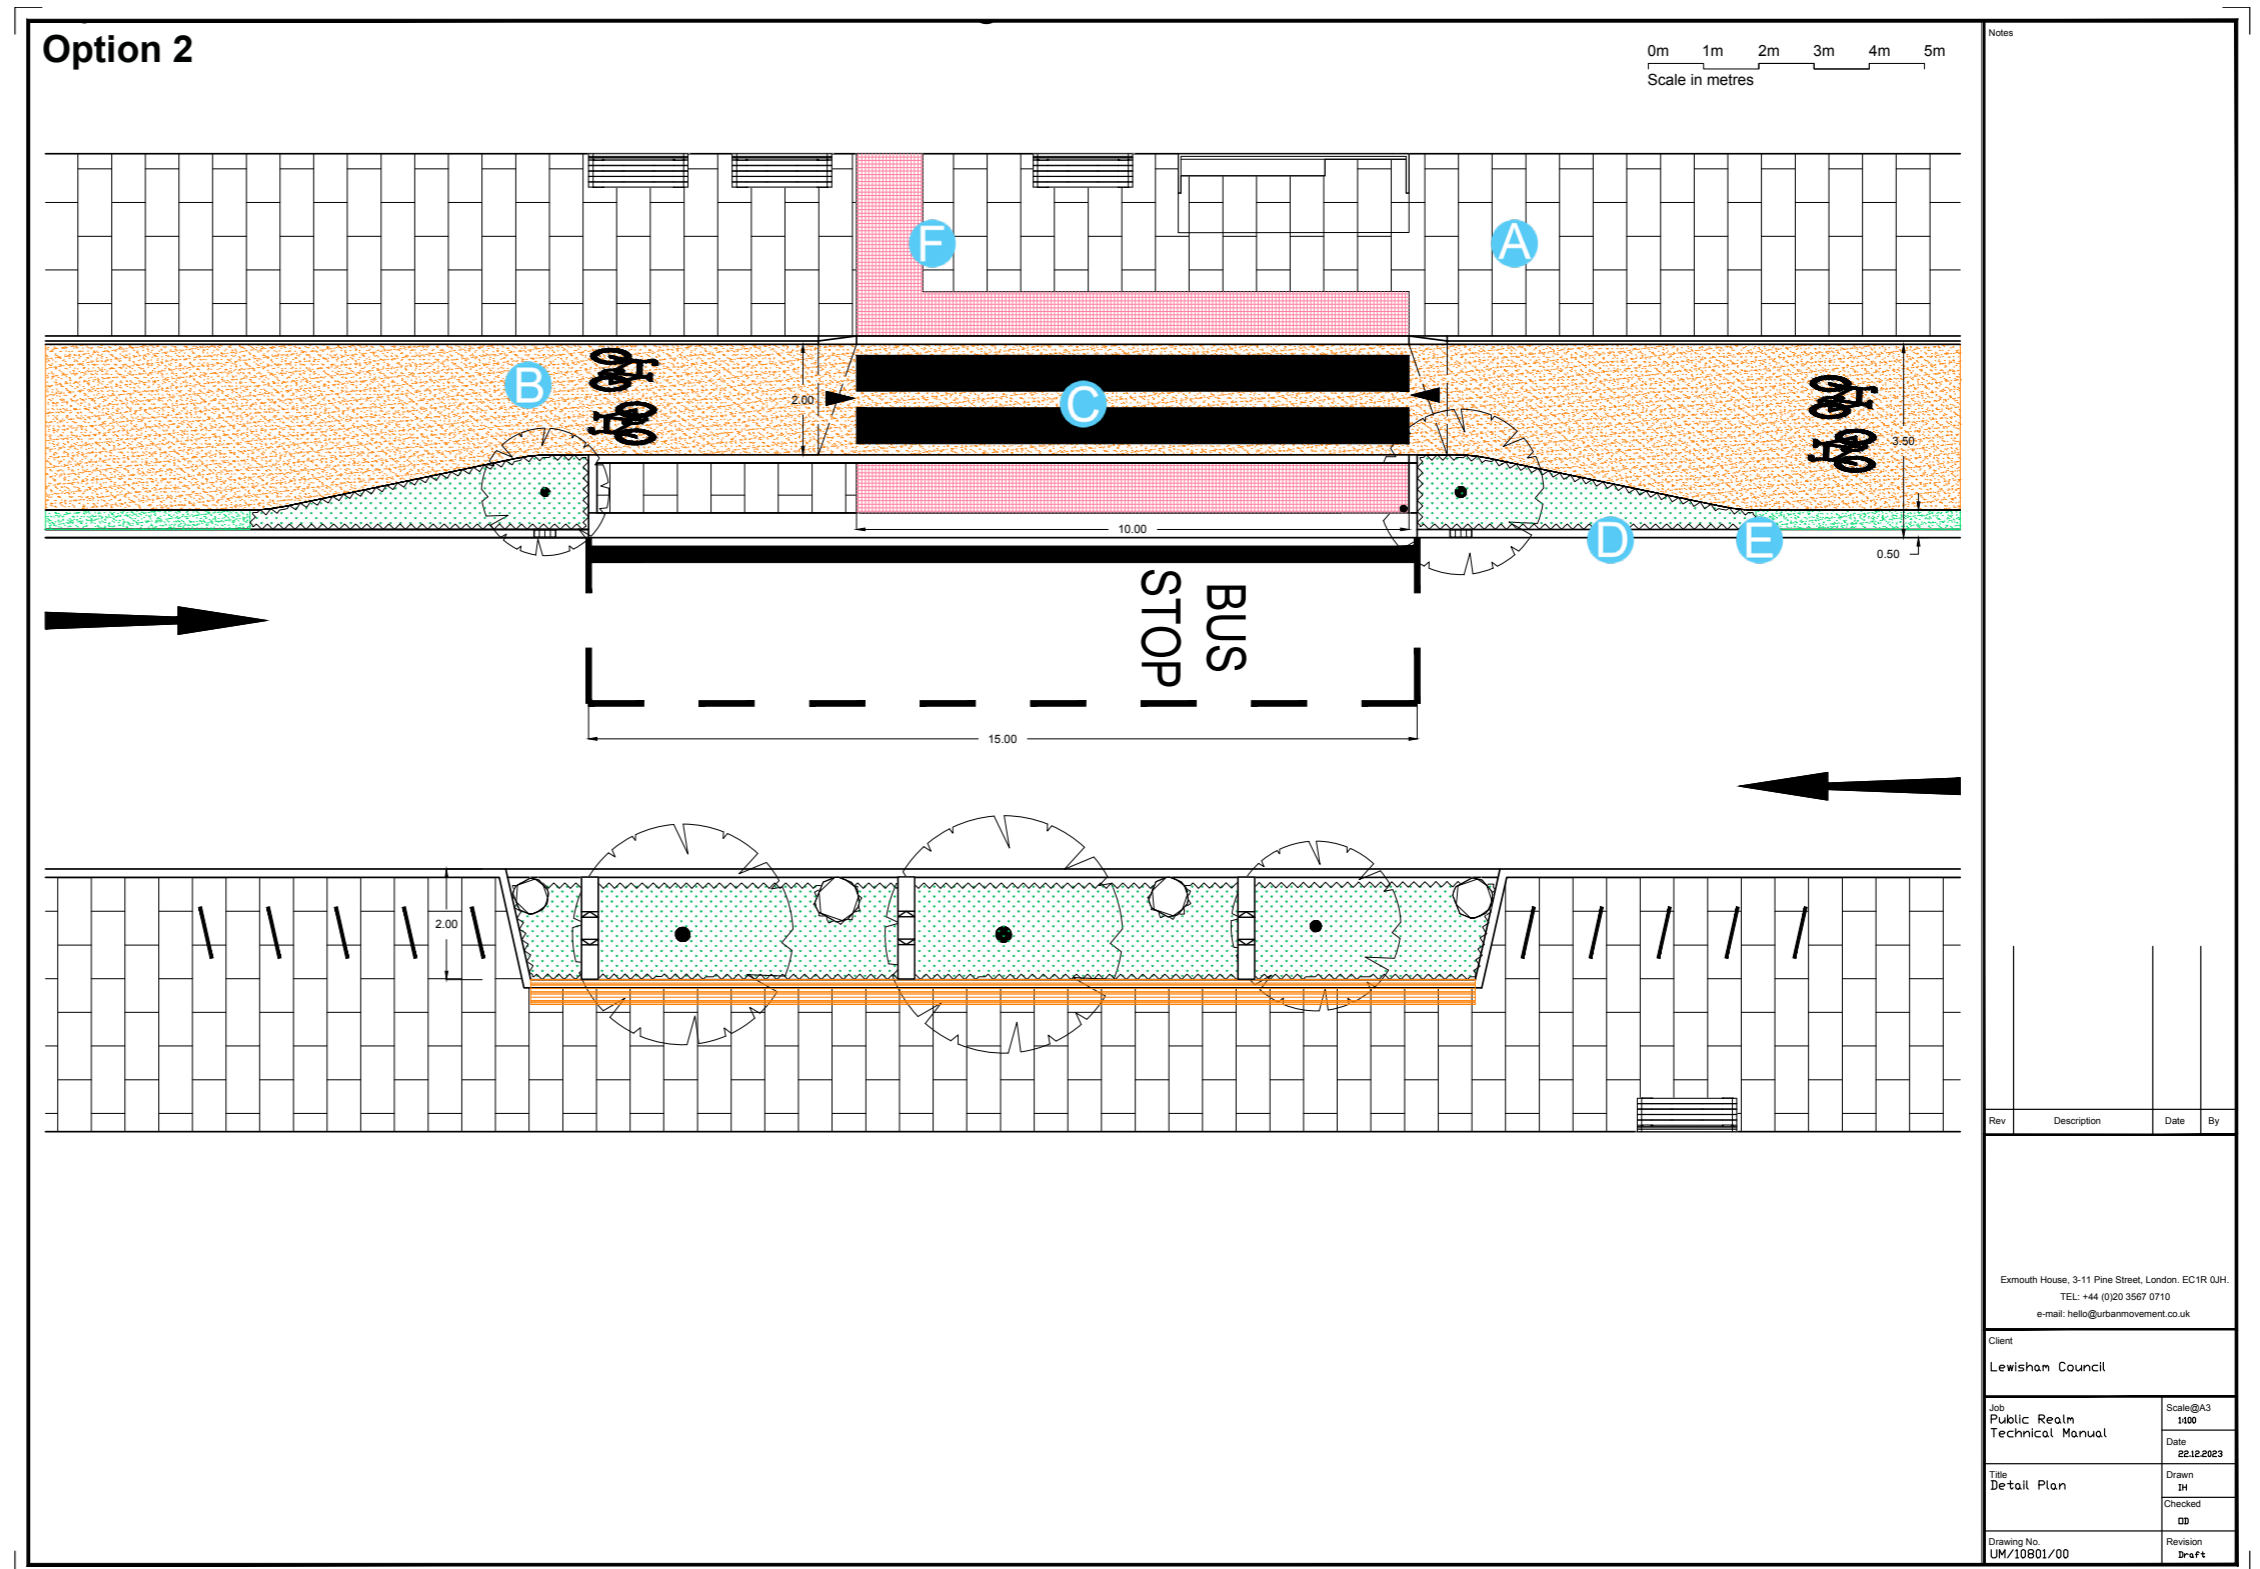 Option 2
0m 1m 2m 3m 4m 5m
Scale in metres
Notes
F
A
B
C
2.00
3.50
D
E
10.00
0.50
BUS
STOP
15.00
2.00
Rev Description Date By
Exmouth House, 3-11 Pine Street, London. EC1R 0JH.
TEL: +44 (0)20 3567 0710
e-mail: hello@urbanmovement.co.uk
Client
Lewisham Council
Job
Public Realm
Technical Manual
Scale@A3
1:100
Date
22.12.2023
Title
Detail Plan
Drawn
IH
Checked
OD
Drawing No.
UM/10801/00
Revision
Draft